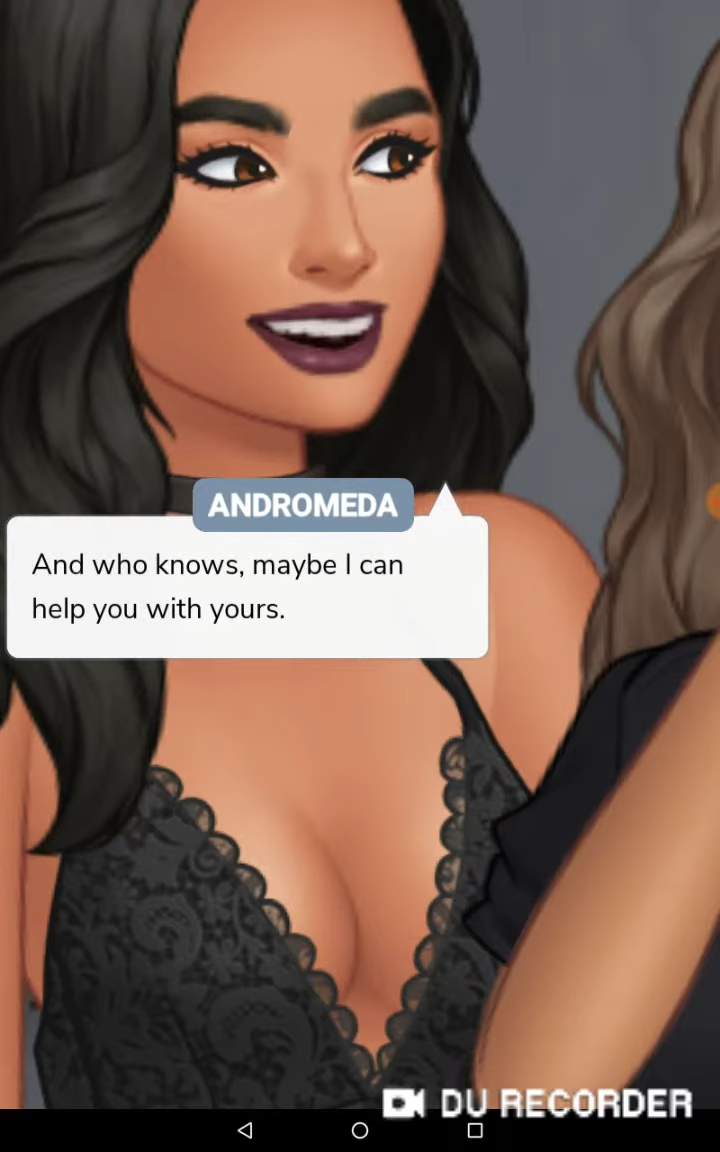 ANDROMEDA
And who knows, maybe I can
help you with yours.
DU RECORDER